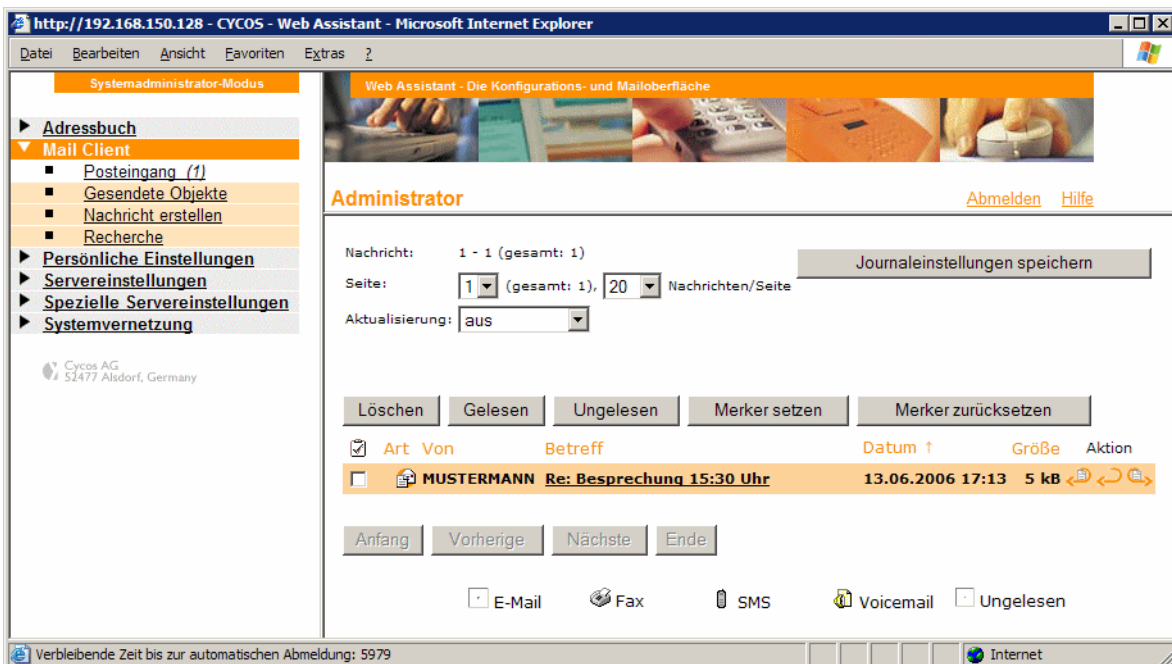 http://192.168.150.128 - CYCOS - Web Assistant - Microsoft Internet Explorer
Datei Bearbeiten Ansicht Favoriten Extras ?
Systemadministrator-Modus
Adressbuch
Mail Client
Posteingang (1)
Gesendete Objekte
Nachricht erstellen
Recherche
Persönliche Einstellungen
Servereinstellungen
Spezielle Servereinstellungen
Systemvernetzung
Cycos AG
52477 Alsdorf, Germany
Web Assistant - Die Konfigurations- und Mailoberfläche
Administrator Abmelden Hilfe
Nachricht: 1 - 1 (gesamt: 1)
Journaleinstellungen speichern
Seite: 1 (gesamt: 1), 20 Nachrichten/Seite
Aktualisierung: aus
Löschen Gelesen Ungelesen Merker setzen Merker zurücksetzen
Art Von Betreff Datum ↑ Größe Aktion
MUSTERMANN Re: Besprechung 15:30 Uhr 13.06.2006 17:13 5 kB
Anfang Vorherige Nächste Ende
E-Mail Fax SMS Voicemail Ungelesen
Verbleibende Zeit bis zur automatischen Abmeldung: 5979 Internet